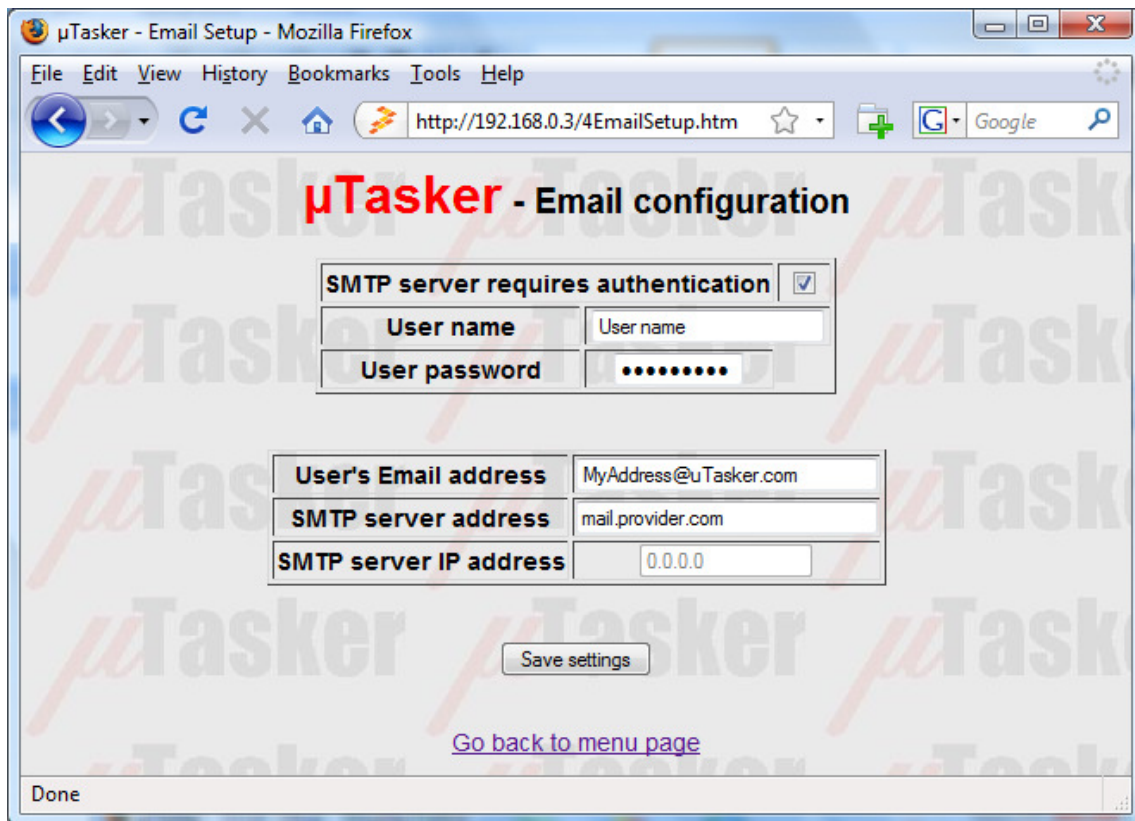 µTasker - Email Setup - Mozilla Firefox
File Edit View History Bookmarks Tools Help
http://192.168.0.3/4EmailSetup.htm G Google
µTasker - Email configuration
SMTP server requires authentication
User name User name
User password •••••••••
User's Email address MyAddress@uTasker.com
SMTP server address mail.provider.com
SMTP server IP address 0.0.0.0
Save settings
Go back to menu page
Done